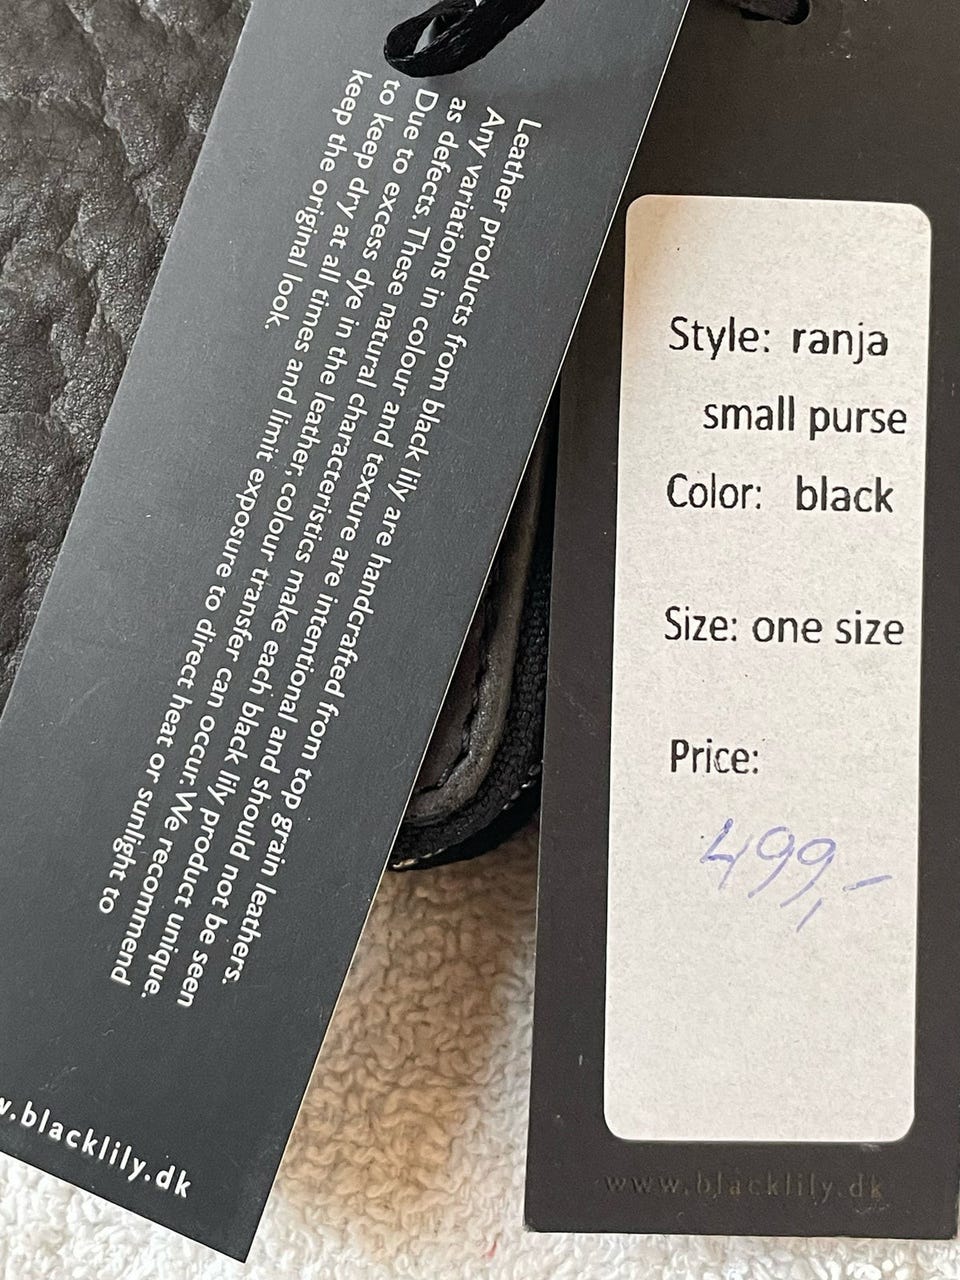 Leather products from black lily are handcrafted from top grain leathers.
Any variations in colour and texture are intentional and should not be seen
as defects. These natural characteristics make each black lily product unique.
Due to excess dye in the leather, colour transfer can occur. We recommend
to keep dry at all times and limit exposure to direct heat or sunlight to
keep the original look.
w.blacklily.dk
Style: ranja
small purse
Color: black
Size: one size
Price:
499,-
www.blacklily.dk